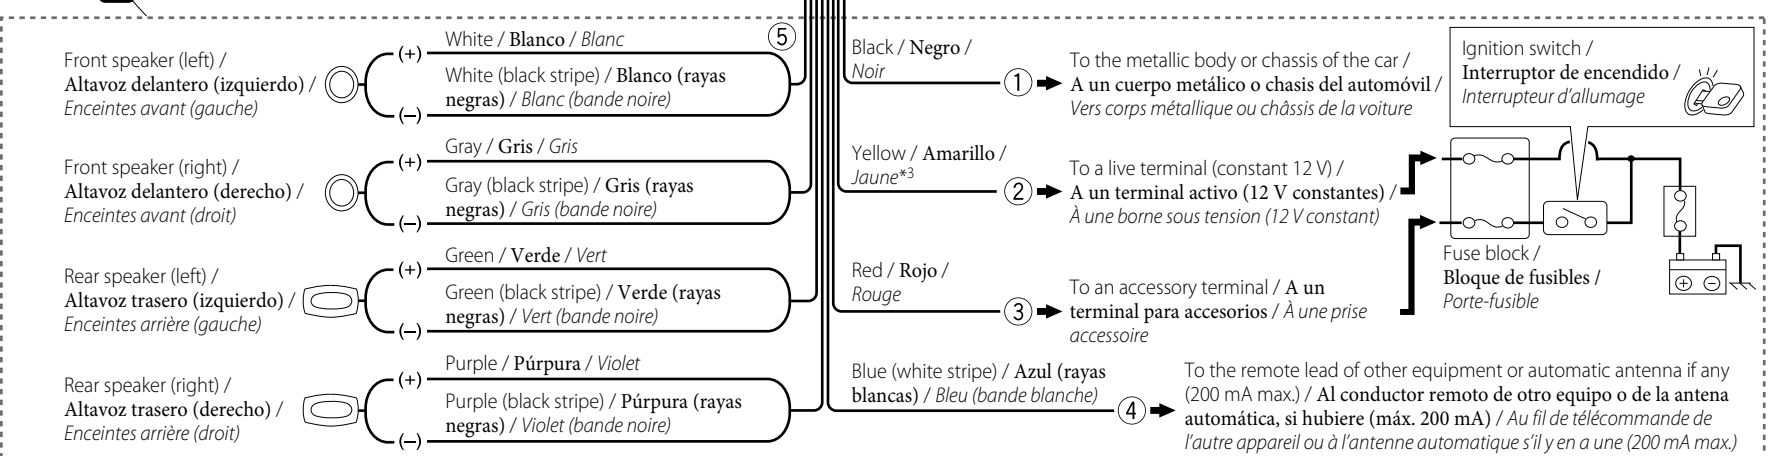 Front speaker (left) /
Altavoz delantero (izquierdo) /
Enceintes avant (gauche)
(+)
White / Blanco / Blanc
White (black stripe) / Blanco (rayas
negras) / Blanc (bande noire)
(–)
5
Front speaker (right) /
Altavoz delantero (derecho) /
Enceintes avant (droit)
(+)
Gray / Gris / Gris
Gray (black stripe) / Gris (rayas
negras) / Gris (bande noire)
(–)
Rear speaker (left) /
Altavoz trasero (izquierdo) /
Enceintes arrière (gauche)
(+)
Green / Verde / Vert
Green (black stripe) / Verde (rayas
negras) / Vert (bande noire)
(–)
Rear speaker (right) /
Altavoz trasero (derecho) /
Enceintes arrière (droit)
(+)
Purple / Púrpura / Violet
Purple (black stripe) / Púrpura (rayas
negras) / Violet (bande noire)
(–)
Black / Negro /
Noir
1
To the metallic body or chassis of the car /
A un cuerpo metálico o chasis del automóvil /
Vers corps métallique ou châssis de la voiture
Yellow / Amarillo /
Jaune*3
2
To a live terminal (constant 12 V) /
A un terminal activo (12 V constantes) /
À une borne sous tension (12 V constant)
Red / Rojo /
Rouge
3
To an accessory terminal / A un
terminal para accesorios / À une prise
accessoire
Blue (white stripe) / Azul (rayas
blancas) / Bleu (bande blanche)
4
To the remote lead of other equipment or automatic antenna if any
(200 mA max.) / Al conductor remoto de otro equipo o de la antena
automática, si hubiere (máx. 200 mA) / Au fil de télécommande de
l'autre appareil ou à l'antenne automatique s'il y en a une (200 mA max.)
Ignition switch /
Interruptor de encendido /
Interrupteur d'allumage
Fuse block /
Bloque de fusibles /
Porte-fusible
+ –